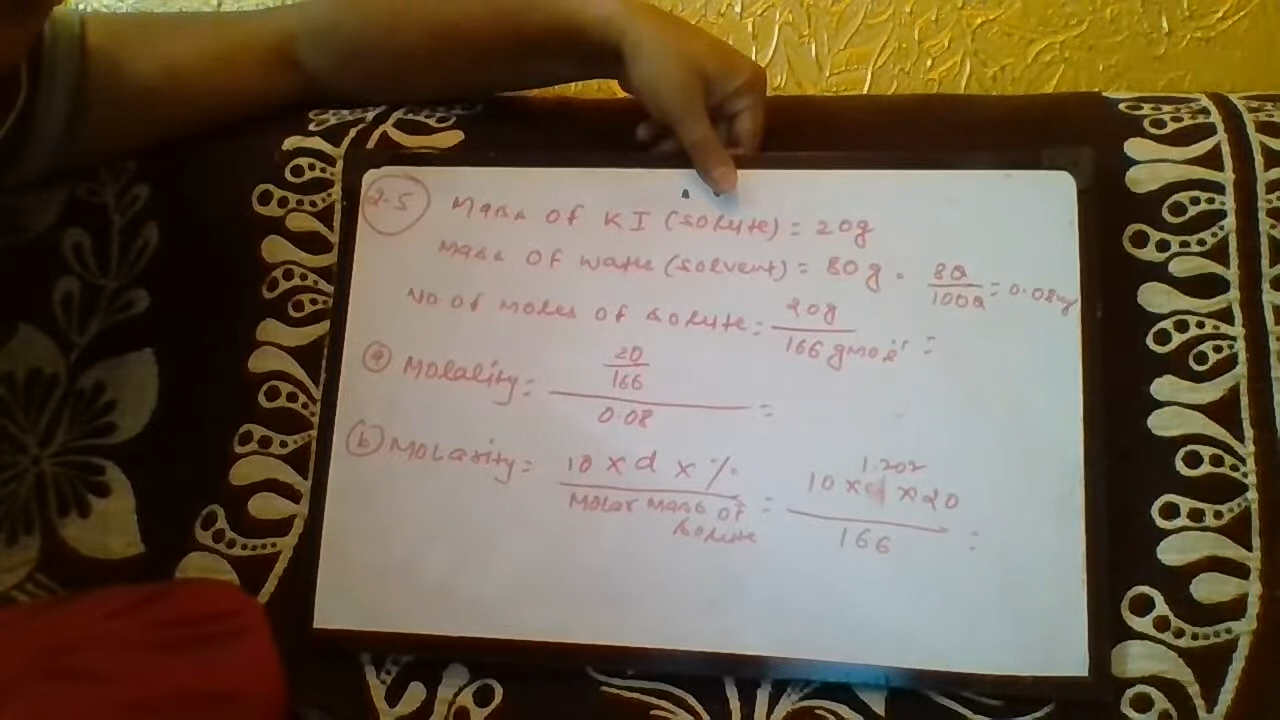 2.5 Mass of KI (solute) = 20g
Mass of water (solvent) = 80g = 80/1000 = 0.08kg
No of moles of solute = 20g/166 gmol⁻¹ =
(a) Molality = (20/166)/0.08 =
(b) Molarity = 10 x d x %/Molar mass of solute = 10 x 1.202 x 20/166 =